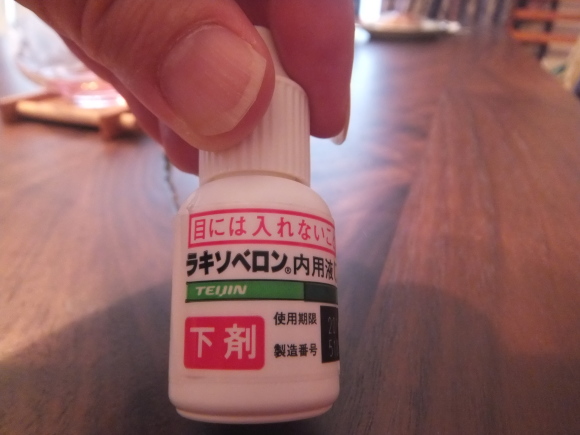 目には入れないこ
ラキソベロン®内用液
TEIJIN
下剤
使用期限 20
製造番号